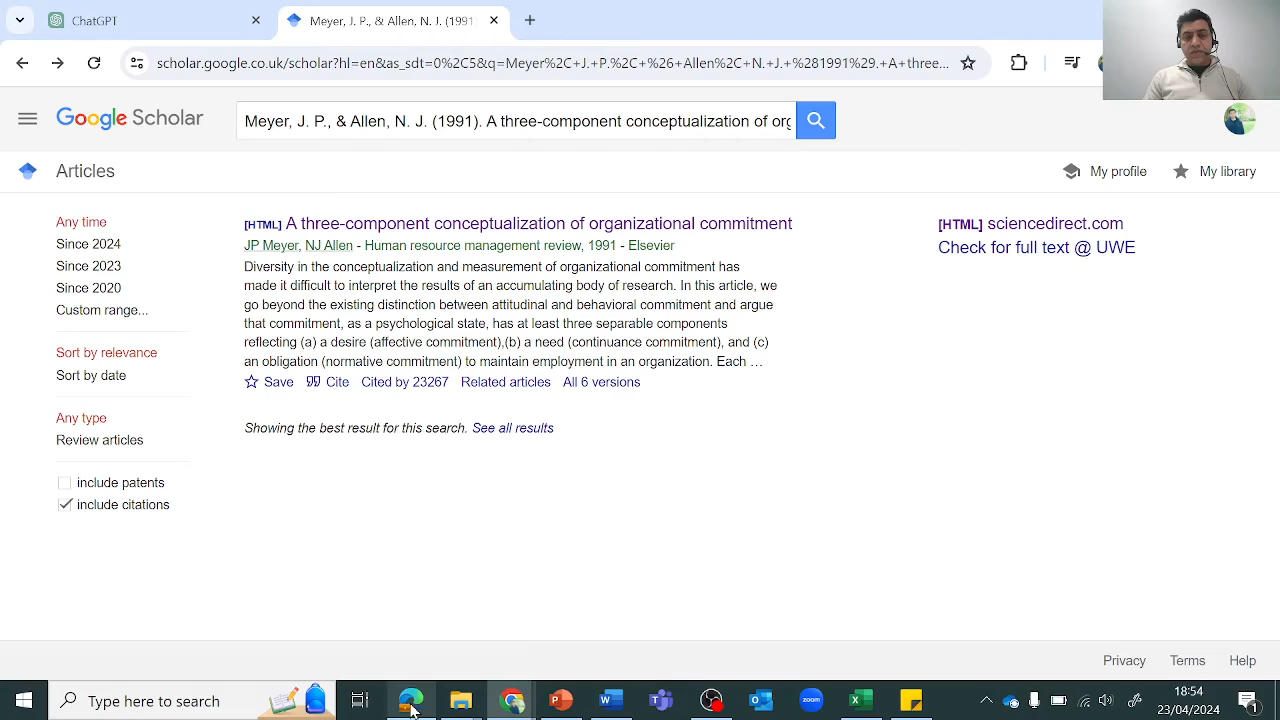 ChatGPT
Meyer, J. P., & Allen, N. J. (1991
scholar.google.co.uk/scholar?hl=en&as_sdt=0%2C5&q=Meyer%2C+J.+P.%2C+%26+Allen%2C+N.+J.+%281991%29.+A+three...
Google Scholar
Meyer, J. P., & Allen, N. J. (1991). A three-component conceptualization of org
Articles
My profile
My library
Any time
Since 2024
Since 2023
Since 2020
Custom range...
Sort by relevance
Sort by date
Any type
Review articles
include patents
include citations
[HTML] A three-component conceptualization of organizational commitment
JP Meyer, NJ Allen - Human resource management review, 1991 - Elsevier
Diversity in the conceptualization and measurement of organizational commitment has
made it difficult to interpret the results of an accumulating body of research. In this article, we
go beyond the existing distinction between attitudinal and behavioral commitment and argue
that commitment, as a psychological state, has at least three separable components
reflecting (a) a desire (affective commitment),(b) a need (continuance commitment), and (c)
an obligation (normative commitment) to maintain employment in an organization. Each …
Save Cite Cited by 23267 Related articles All 6 versions
[HTML] sciencedirect.com
Check for full text @ UWE
Showing the best result for this search. See all results
Privacy Terms Help
Type here to search
zoom
18:54
23/04/2024
1